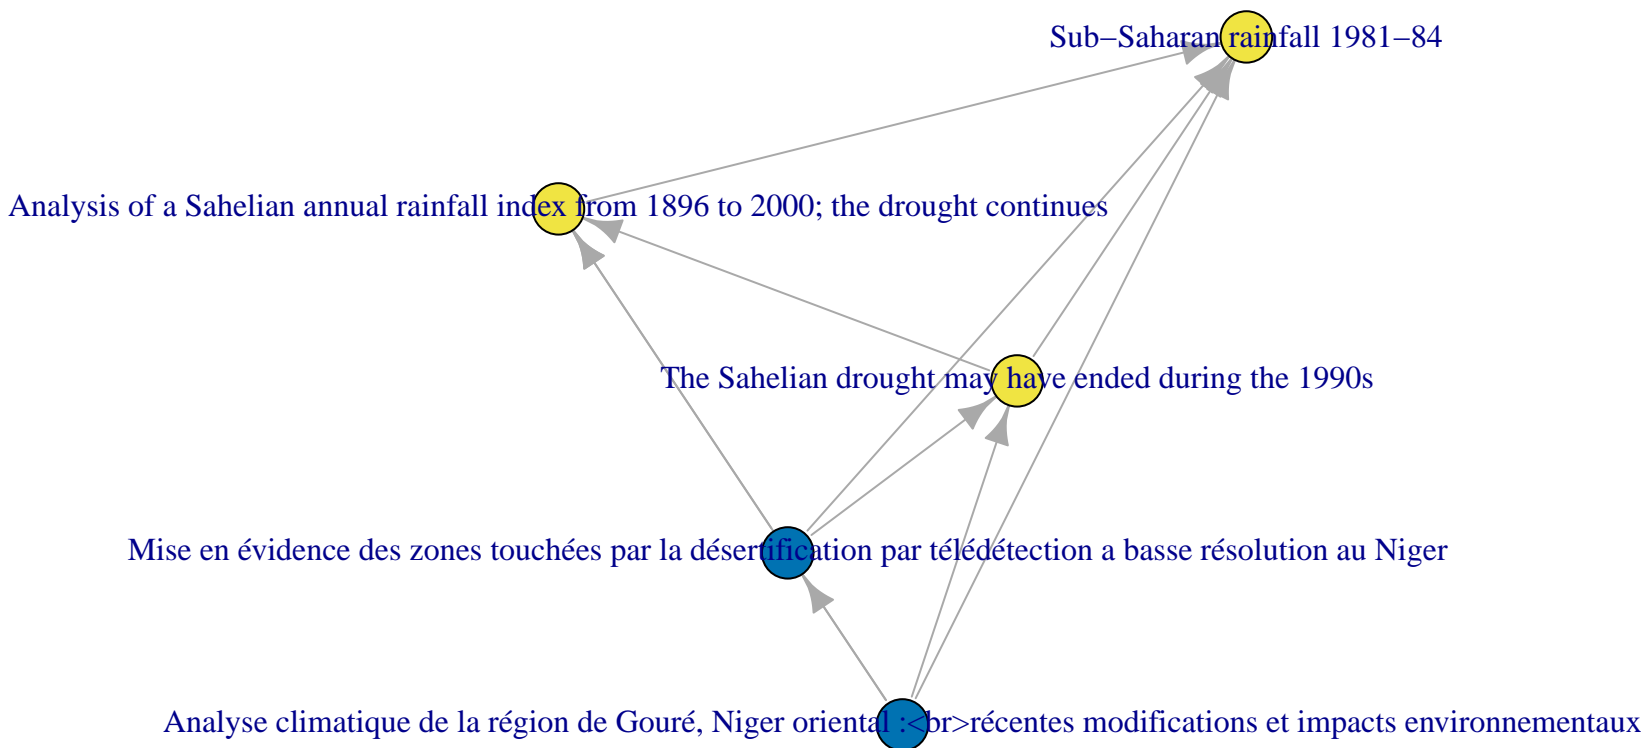 Sub−Saharan rainfall 1981−84
Analysis of a Sahelian annual rainfall index from 1896 to 2000; the drought continues
The Sahelian drought may have ended during the 1990s
Mise en évidence des zones touchées par la désertification par télédétection a basse résolution au Niger
Analyse climatique de la région de Gouré, Niger oriental :<br>récentes modifications et impacts environnementaux